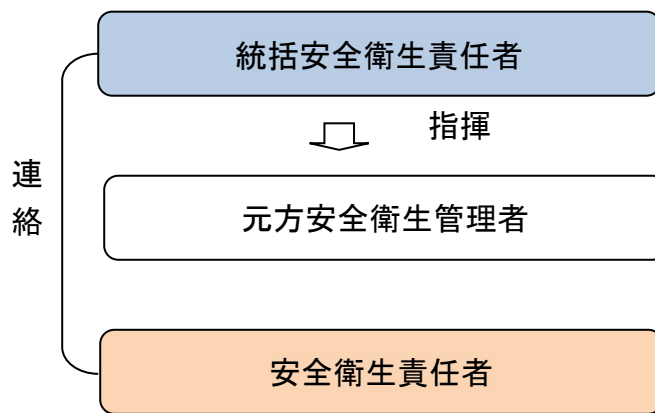 統括安全衛生責任者
指揮
連絡
元方安全衛生管理者
安全衛生責任者